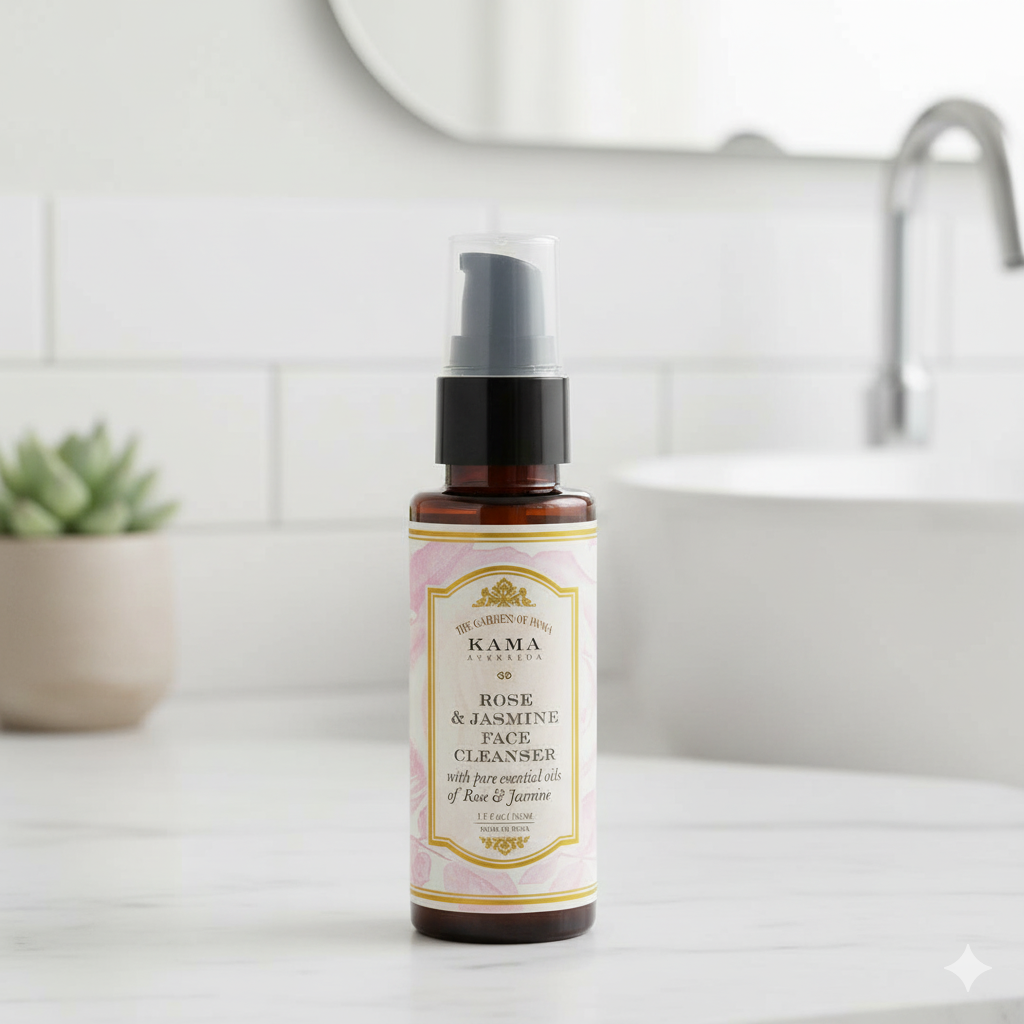 KAMA
ROSE
& JASMINE
FACE
CLEANSER
with pure essential oils
of Rose & Jasmine